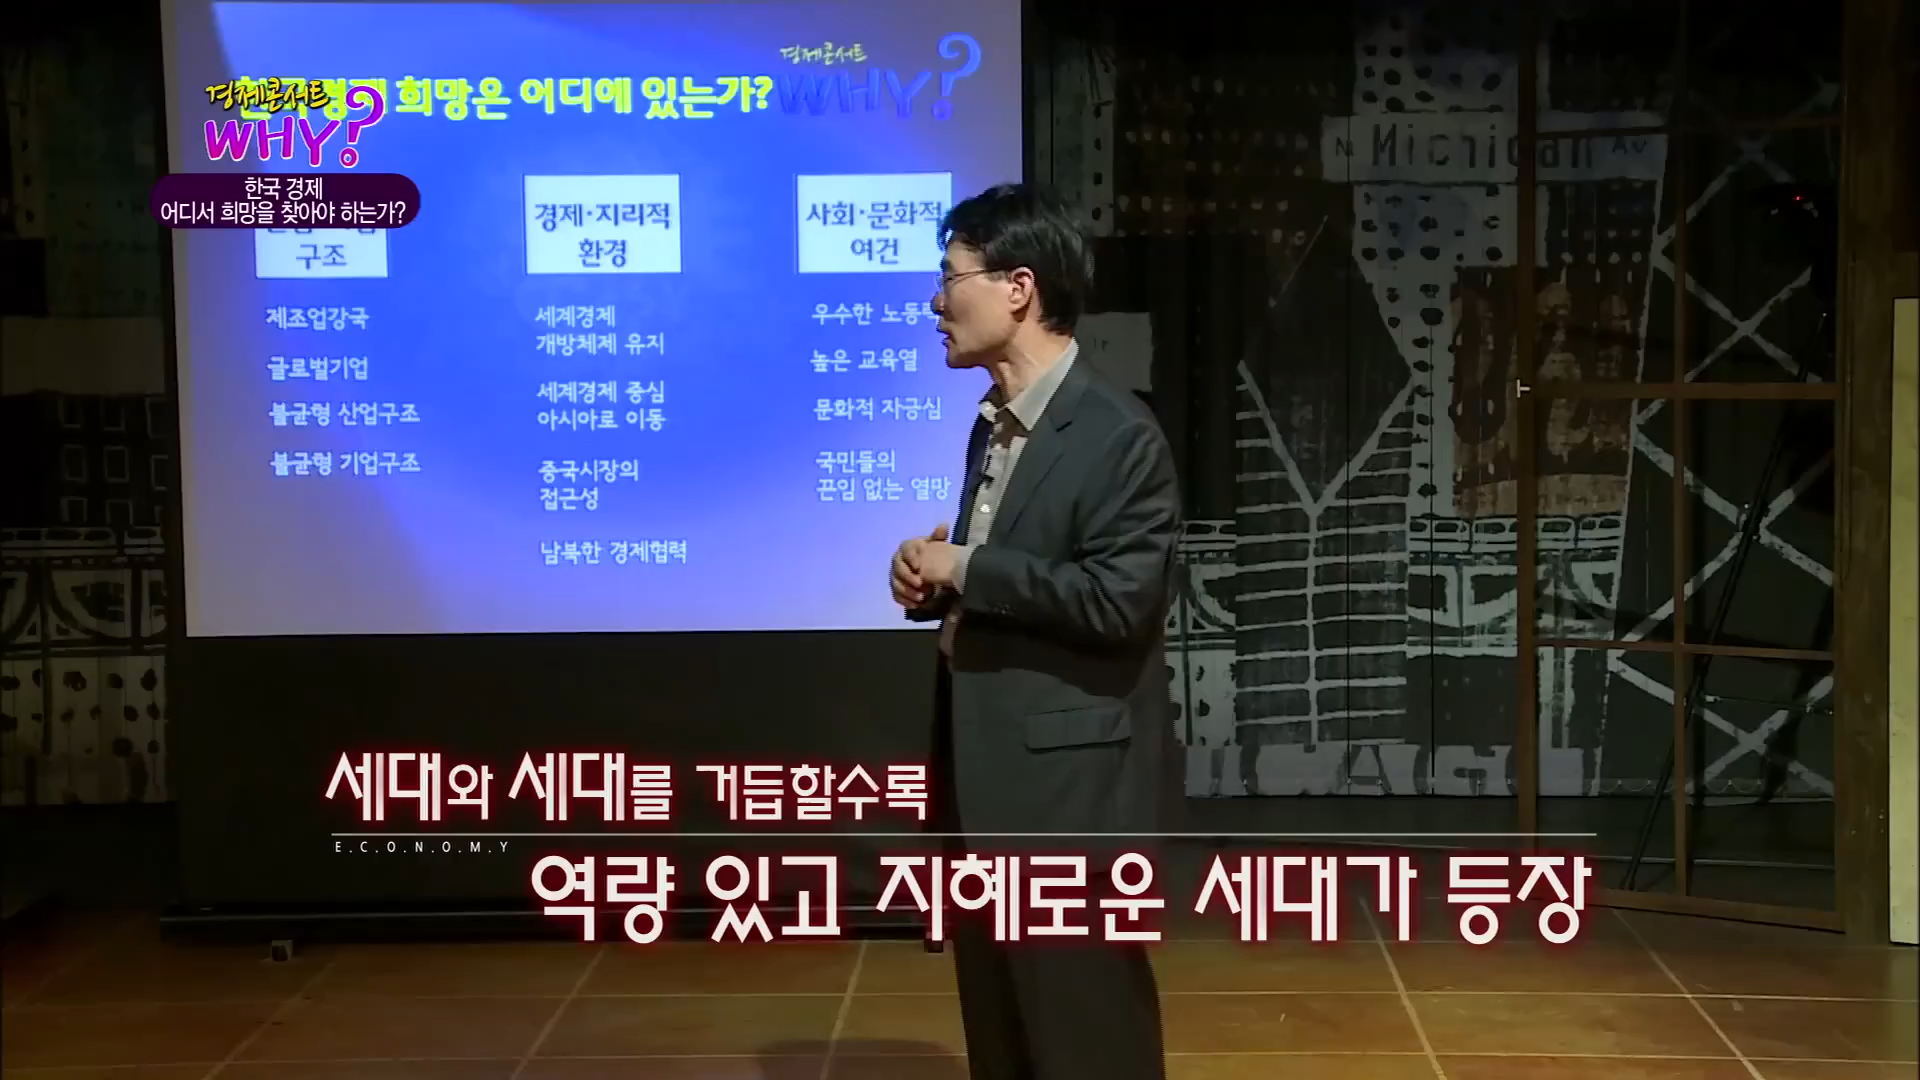 경제콘서트
WHY?
한국 경제
어디서 희망을 찾아야 하는가?
희망은 어디에 있는가?
경제콘서트
WHY?
구조
제조업강국
글로벌기업
불균형 산업구조
불균형 기업구조
경제·지리적
환경
세계경제
개방체제 유지
세계경제 중심
아시아로 이동
중국시장의
접근성
남북한 경제협력
사회·문화적
여건
우수한 노동력
높은 교육열
문화적 자긍심
국민들의
끈임 없는 열망
N Michigan Av
세대와 세대를 거듭할수록
E.C.O.N.O.M.Y
역량 있고 지혜로운 세대가 등장